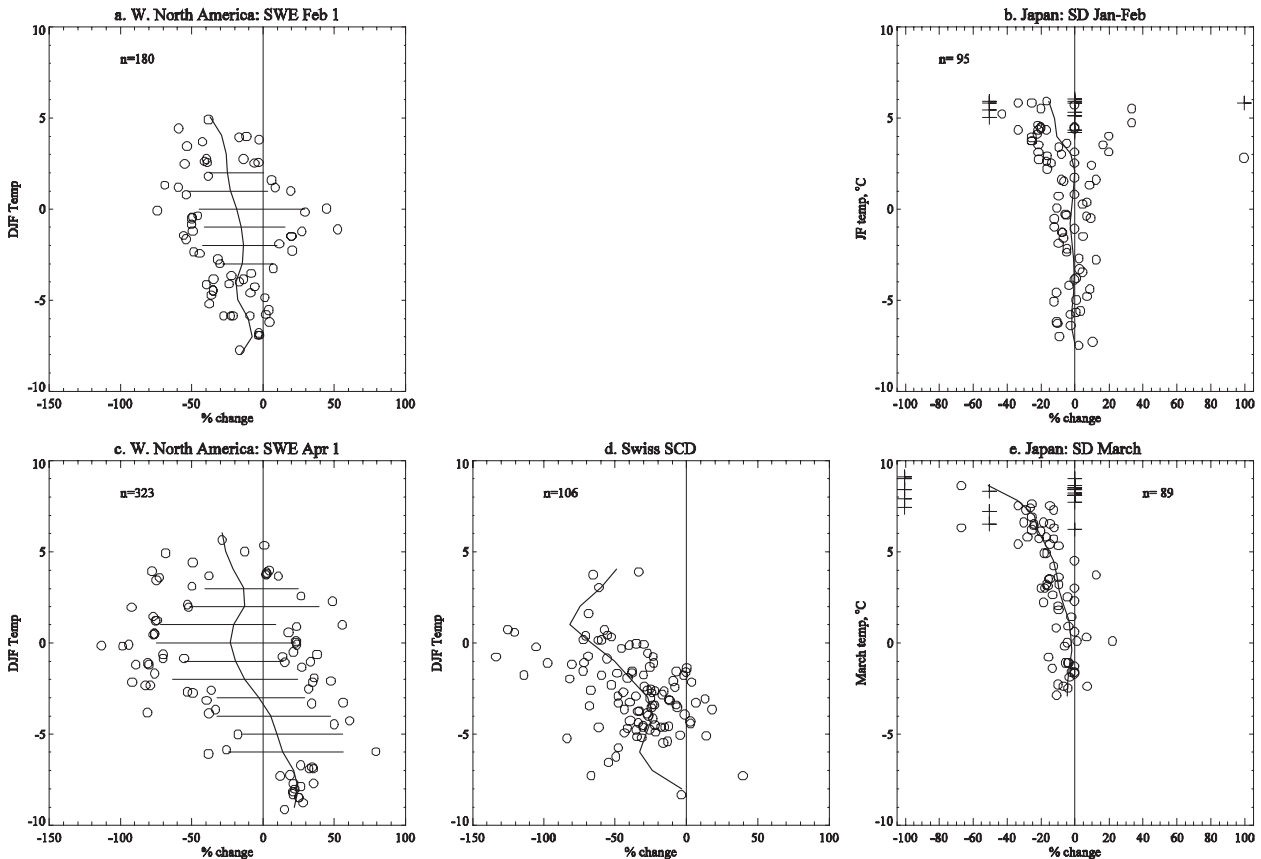 a. W. North America: SWE Feb 1
n=180
10
5
0
-5
-10
DJF Temp
-150 -100 -50 0 50 100
% change
b. Japan: SD Jan-Feb
n= 95
10
5
0
-5
-10
JF temp, °C
-100 -80 -60 -40 -20 0 20 40 60 80 100
% change
c. W. North America: SWE Apr 1
n=323
10
5
0
-5
-10
DJF Temp
-150 -100 -50 0 50 100
% change
d. Swiss SCD
n=106
10
5
0
-5
-10
DJF Temp
-150 -100 -50 0 50 100
% change
e. Japan: SD March
n= 89
10
5
0
-5
-10
March temp, °C
-100 -80 -60 -40 -20 0 20 40 60 80 100
% change